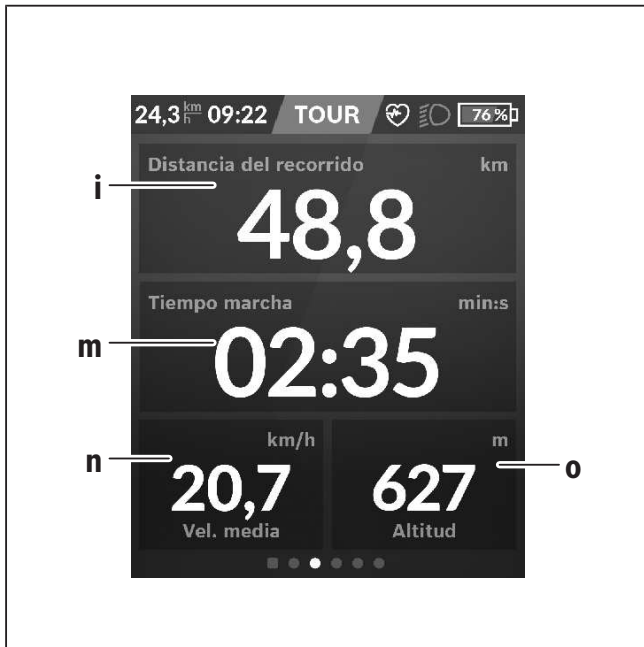 24,3 km/h 09:22 TOUR 76 %
Distancia del recorrido km
i
48,8
Tiempo marcha min:s
m
02:35
km/h m
n
20,7 627
o
Vel. media Altitud